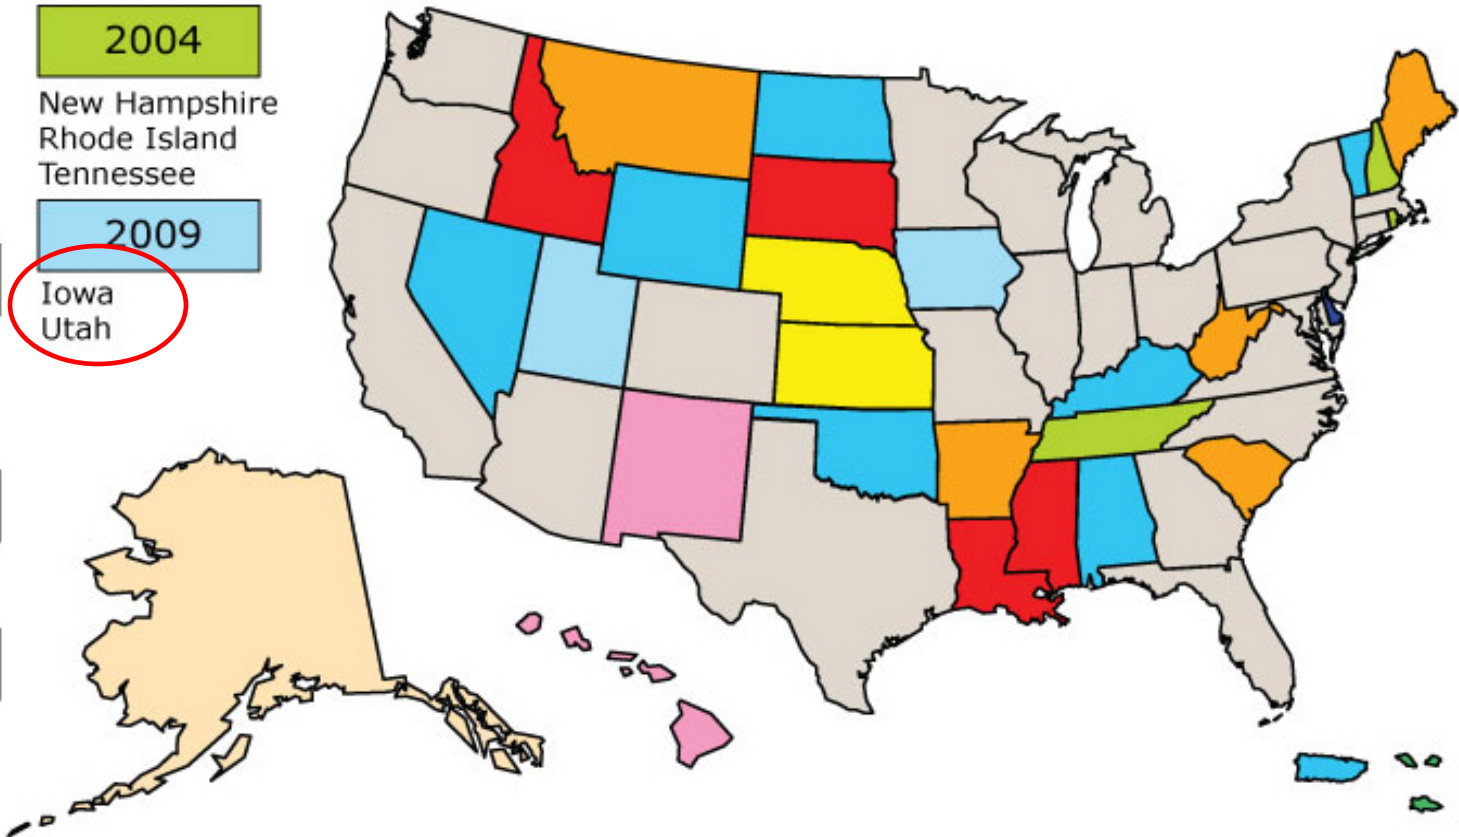 2004
New Hampshire
Rhode Island
Tennessee
2009
Iowa
Utah